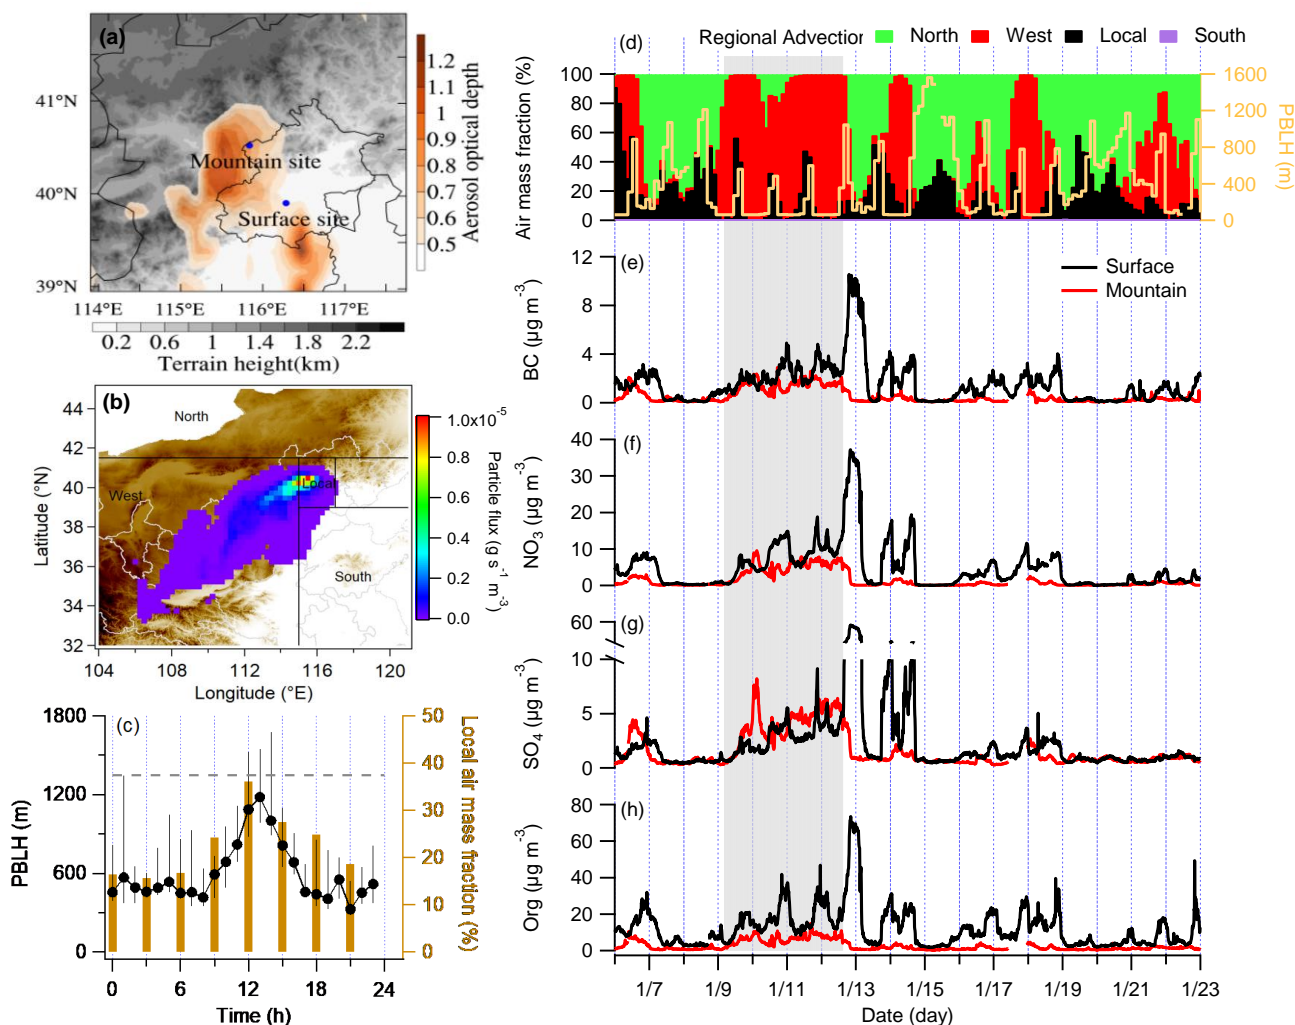 (a)
41°N
40°N
39°N
Mountain site
Surface site
114°E
115°E
116°E
117°E
1.2
1.1
1
0.9
0.8
0.7
0.6
0.5
Aerosol optical depth
0.2
0.6
1
1.4
1.8
2.2
Terrain height(km)
(b)
44
42
40
38
36
34
32
Latitude (°N)
North
West
Local
South
104
108
112
116
120
Longitude (°E)
1.0x10⁻⁵
0.8
0.6
0.4
0.2
0.0
Particle flux (g s⁻¹ m⁻³)
(c)
1800
1200
600
0
PBLH (m)
50
40
30
20
10
0
Local air mass fraction (%)
0
6
12
18
24
Time (h)
(d)
Regional Advection
North
West
Local
South
100
80
60
40
20
0
Air mass fraction (%)
1600
1200
800
400
0
PBLH (m)
(e)
Surface
Mountain
12
8
4
0
BC (µg m⁻³)
(f)
40
30
20
10
0
NO₃ (µg m⁻³)
(g)
60
10
5
0
SO₄ (µg m⁻³)
(h)
80
60
40
20
0
Org (µg m⁻³)
1/7
1/9
1/11
1/13
1/15
1/17
1/19
1/21
1/23
Date (day)